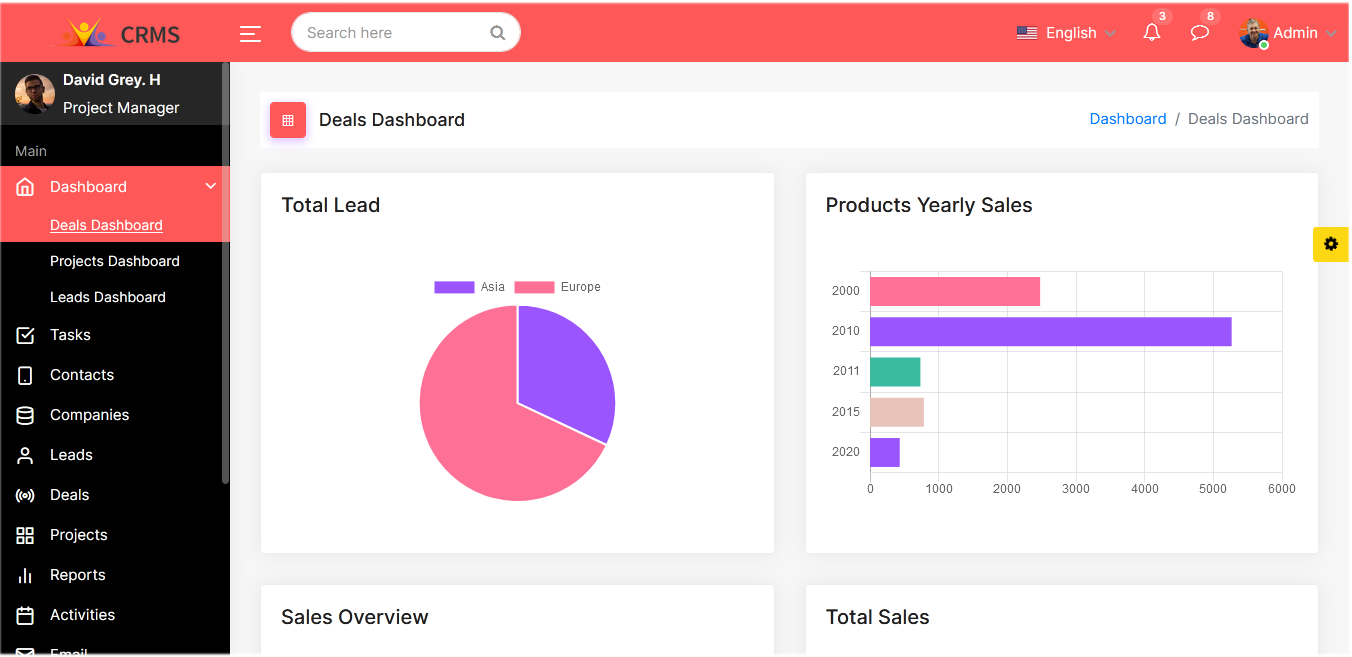 CRMS
Search here
English
3
8
Admin
David Grey. H
Project Manager
Main
Dashboard
Deals Dashboard
Projects Dashboard
Leads Dashboard
Tasks
Contacts
Companies
Leads
Deals
Projects
Reports
Activities
Email
Deals Dashboard
Dashboard / Deals Dashboard
Total Lead
Asia Europe
Products Yearly Sales
2000
2010
2011
2015
2020
0 1000 2000 3000 4000 5000 6000
Sales Overview
Total Sales